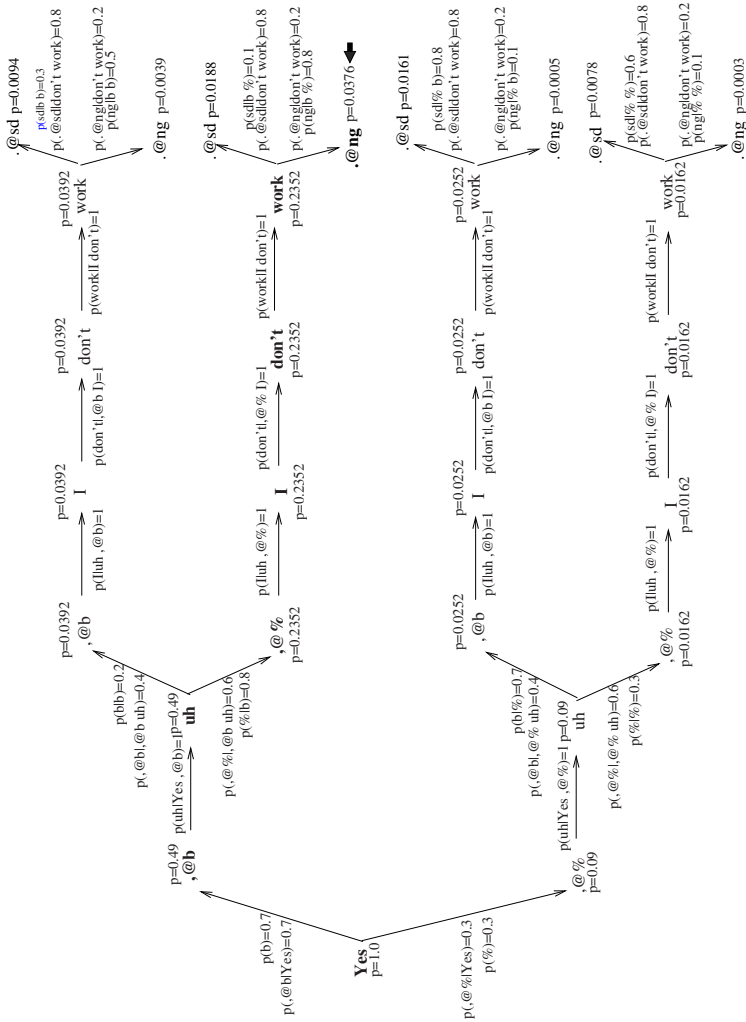 Yes
p=1.0
p(b)=0.7
p(,@b|Yes)=0.7
p(,@%|Yes)=0.3
p(%)=0.3
p=0.49
,@b
p(uh|Yes ,@b)=1
p=0.49
uh
p(b|b)=0.2
p(,@b|,@b uh)=0.4
p(,@%|,@b uh)=0.6
p(%|b)=0.8
p=0.0392
,@b
p(I|uh ,@b)=1
p=0.0392
I
p(don't|,@b I)=1
p=0.0392
don't
p(work|I don't)=1
p=0.0392
work
.@sd p=0.0094
p(sd|b b)=0.3
p(.@sd|don't work)=0.8
p(.@ng|don't work)=0.2
p(ng|b b)=0.5
.@ng p=0.0039
,@%
p=0.2352
p(I|uh ,@%)=1
I
p=0.2352
p(don't|,@% I)=1
don't
p=0.2352
p(work|I don't)=1
work
p=0.2352
.@sd p=0.0188
p(sd|b %)=0.1
p(.@sd|don't work)=0.8
p(.@ng|don't work)=0.2
p(ng|b %)=0.8
.@ng p=0.0376
,@%
p=0.09
p(uh|Yes ,@%)=1
p=0.09
uh
p(b|%)=0.7
p(,@b|,@% uh)=0.4
p(,@%|,@% uh)=0.6
p(%|%)=0.3
p=0.0252
,@b
p(I|uh ,@b)=1
p=0.0252
I
p(don't|,@b I)=1
p=0.0252
don't
p(work|I don't)=1
p=0.0252
work
.@sd p=0.0161
p(sd|% b)=0.8
p(.@sd|don't work)=0.8
p(.@ng|don't work)=0.2
p(ng|% b)=0.1
.@ng p=0.0005
,@%
p=0.0162
p(I|uh ,@%)=1
I
p=0.0162
p(don't|,@% I)=1
don't
p=0.0162
p(work|I don't)=1
work
p=0.0162
.@sd p=0.0078
p(sd|% %)=0.6
p(.@sd|don't work)=0.8
p(.@ng|don't work)=0.2
p(ng|% %)=0.1
.@ng p=0.0003